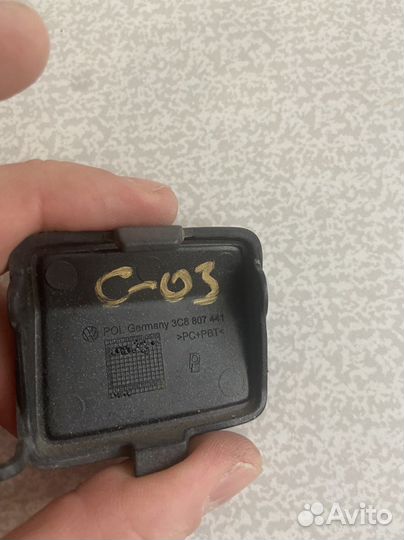 C-03
POL Germany 3C8 807 441
>PC+PBT<
Avito